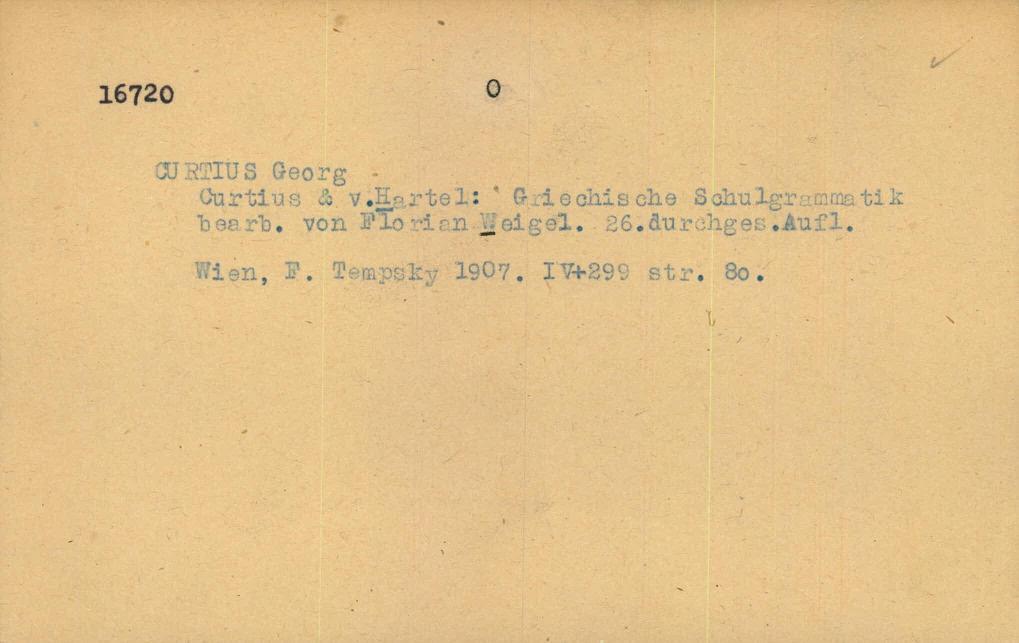 16720 O
CURTIUS Georg
Curtius & v.Hartel: Griechische Schulgrammatik
bearb. von Florian Weigel. 26.durchges.Aufl.
Wien, F. Tempsky 1907. IV+299 str. 8o.